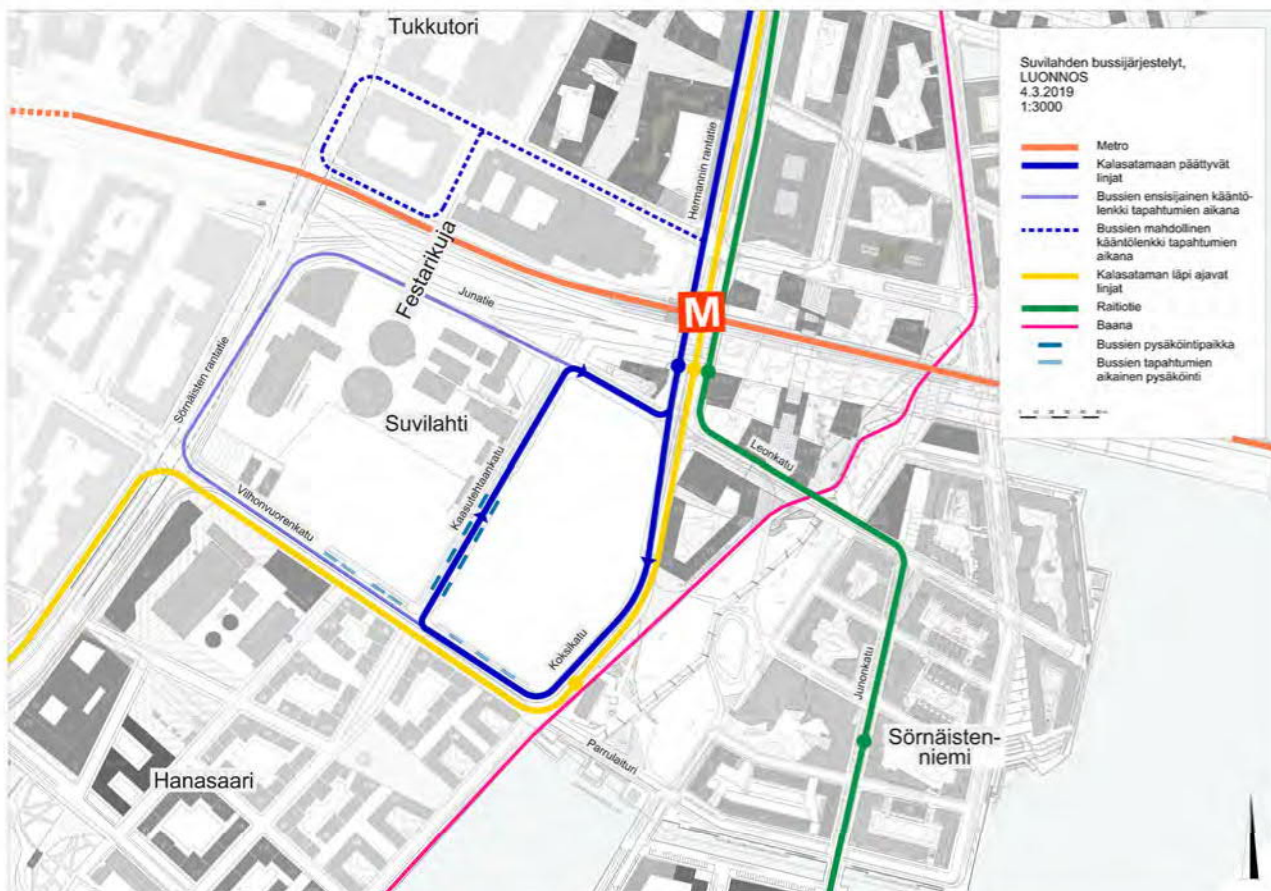 Tukkutori
Suvilahden bussijärjestelyt,
LUONNOS
4.3.2019
1:3000
Metro
Kalasatamaan päättyvät
linjat
Bussien ensisijainen kääntö-
lenkki tapahtumien aikana
Bussien mahdollinen
kääntölenkki tapahtumien
aikana
Kalasataman läpi ajavat
linjat
Raitiotie
Baana
Bussien pysäköintipaikka
Bussien tapahtumien
aikainen pysäköinti
Hermannin rantatie
Festarikuja
Junatie
M
Sörnäisten rantatie
Suvilahti
Kaasutehtaankatu
Leonkatu
Vilhonvuorenkatu
Koksikatu
Junonkatu
Parrulaituri
Sörnäisten-
niemi
Hanasaari